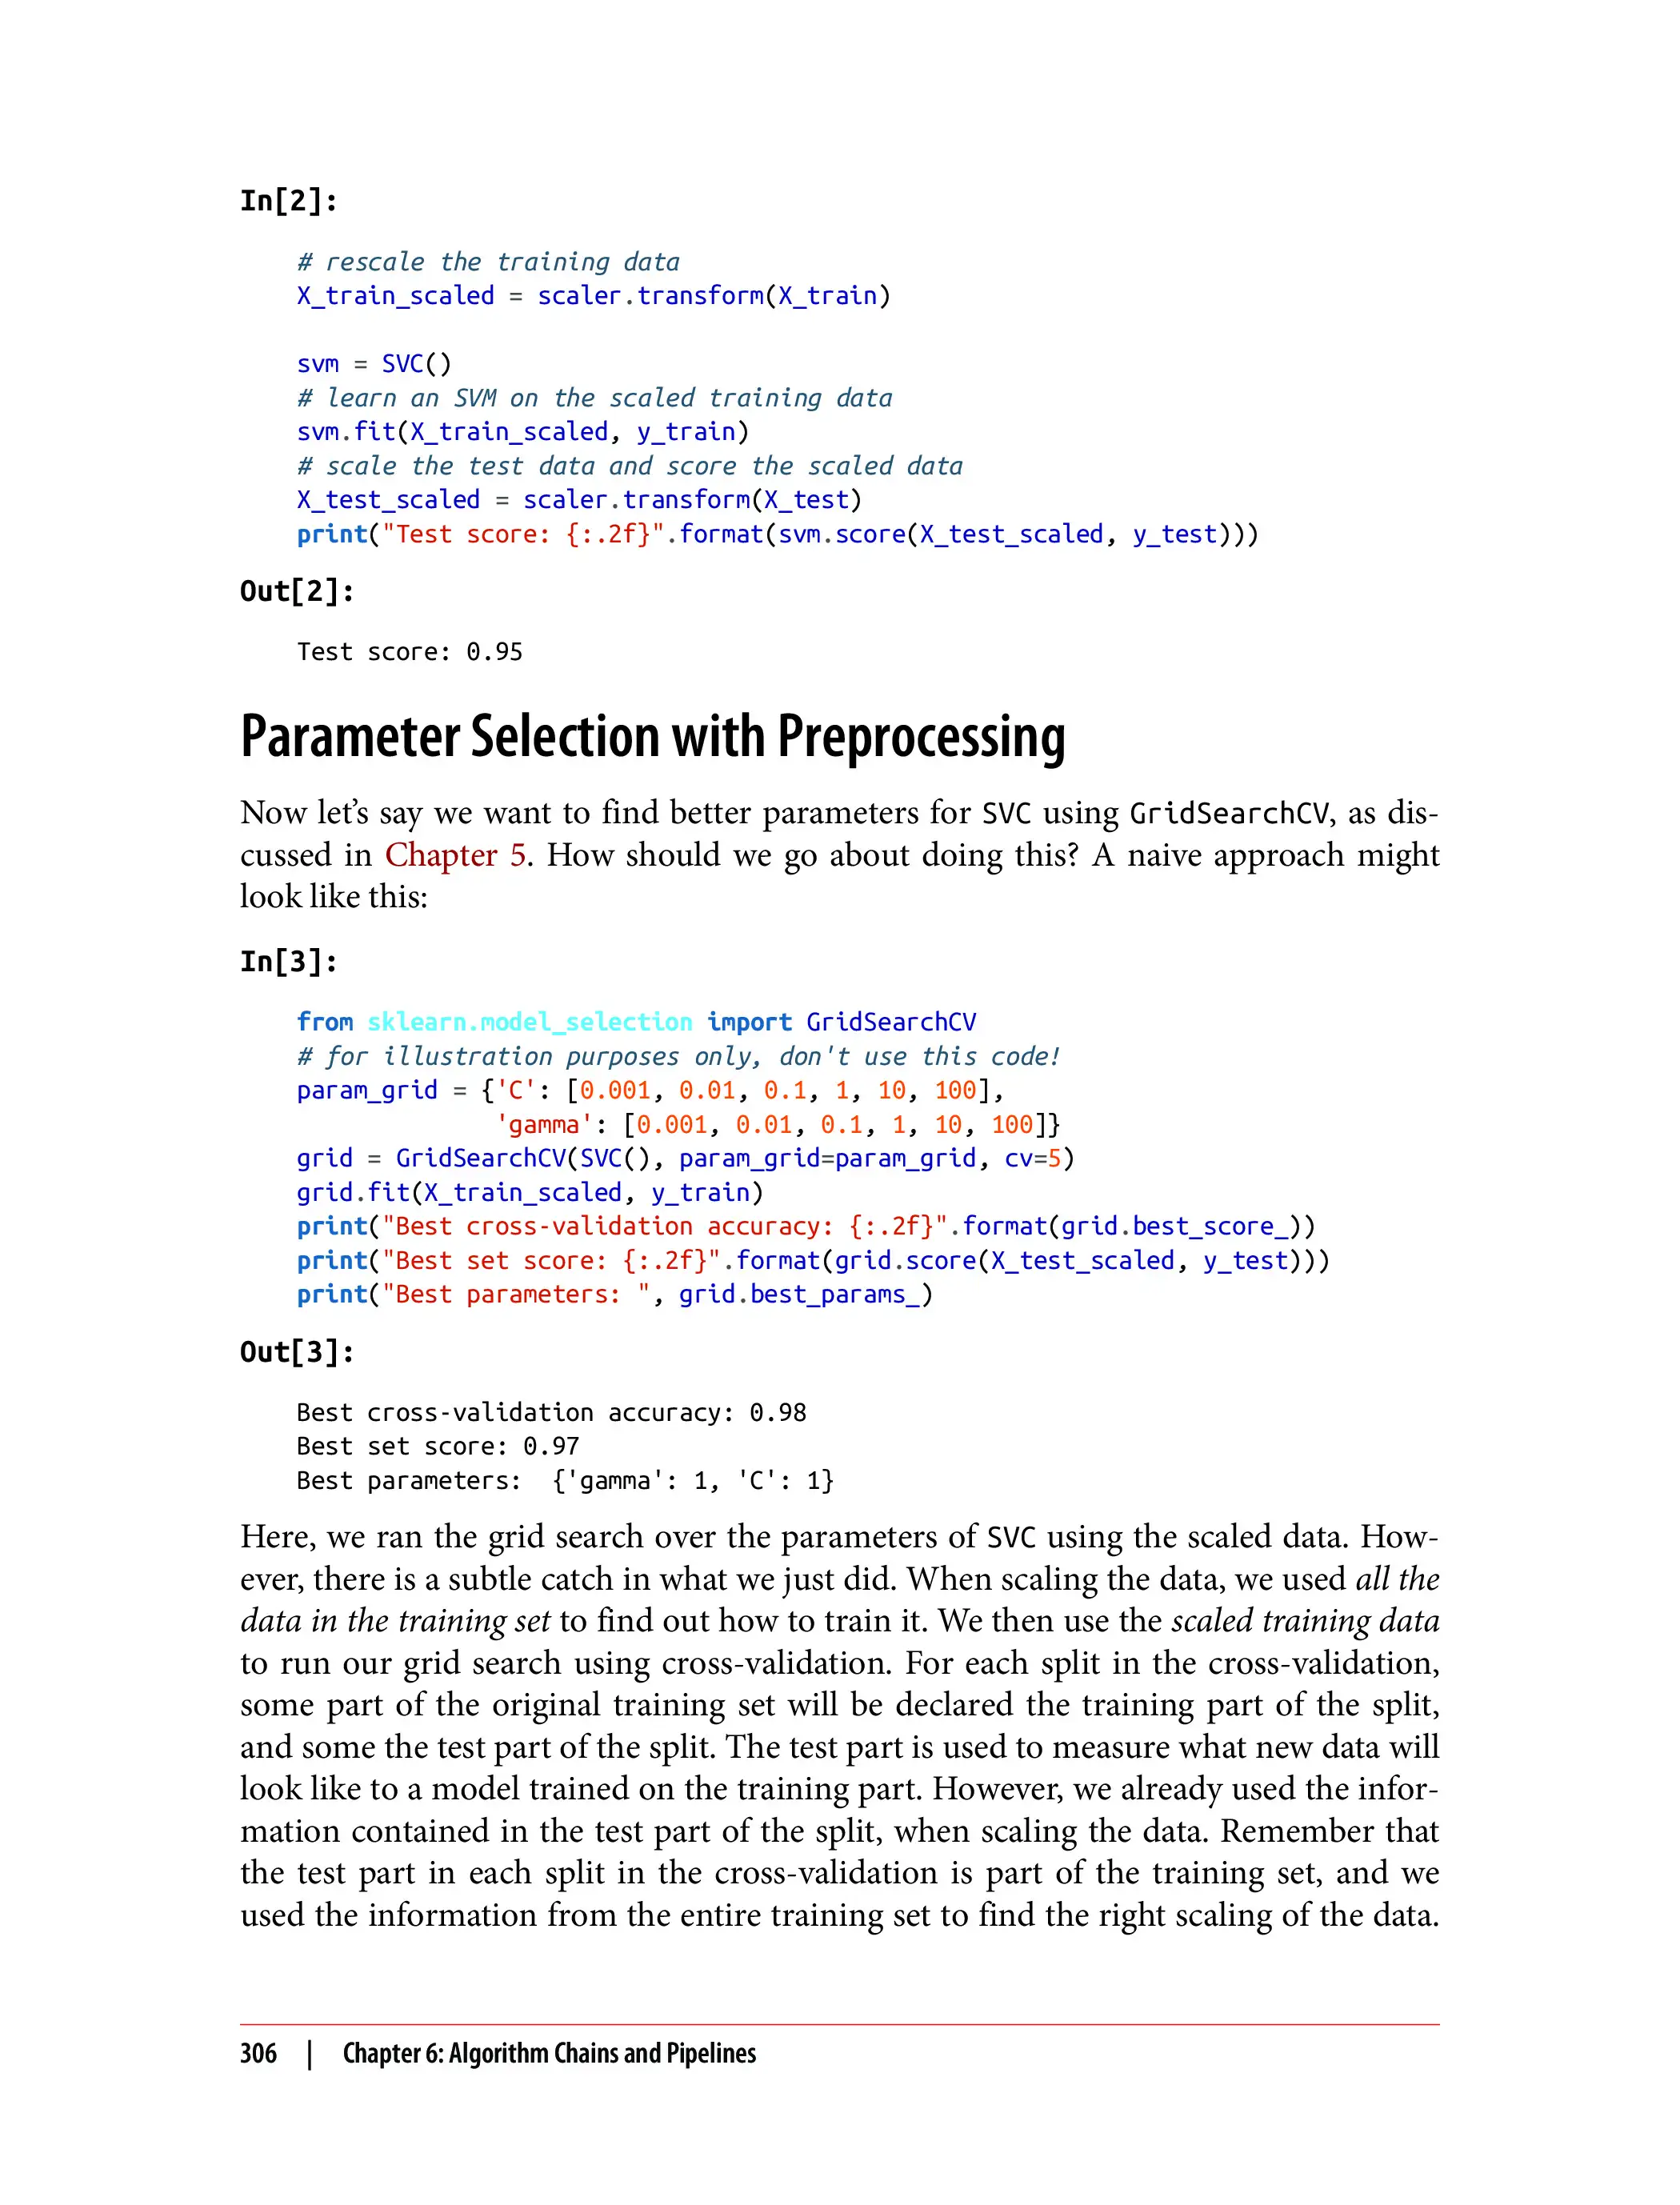 In[2]:
# rescale the training data
X_train_scaled = scaler.transform(X_train)
svm = SVC()
# learn an SVM on the scaled training data
svm.fit(X_train_scaled, y_train)
# scale the test data and score the scaled data
X_test_scaled = scaler.transform(X_test)
print("Test score: {:.2f}".format(svm.score(X_test_scaled, y_test)))
Out[2]:
Test score: 0.95
Parameter Selection with Preprocessing
Now let’s say we want to find better parameters for SVC using GridSearchCV, as dis-
cussed in Chapter 5. How should we go about doing this? A naive approach might
look like this:
In[3]:
from sklearn.model_selection import GridSearchCV
# for illustration purposes only, don't use this code!
param_grid = {'C': [0.001, 0.01, 0.1, 1, 10, 100],
'gamma': [0.001, 0.01, 0.1, 1, 10, 100]}
grid = GridSearchCV(SVC(), param_grid=param_grid, cv=5)
grid.fit(X_train_scaled, y_train)
print("Best cross-validation accuracy: {:.2f}".format(grid.best_score_))
print("Best set score: {:.2f}".format(grid.score(X_test_scaled, y_test)))
print("Best parameters: ", grid.best_params_)
Out[3]:
Best cross-validation accuracy: 0.98
Best set score: 0.97
Best parameters:  {'gamma': 1, 'C': 1}
Here, we ran the grid search over the parameters of SVC using the scaled data. How-
ever, there is a subtle catch in what we just did. When scaling the data, we used all the
data in the training set to find out how to train it. We then use the scaled training data
to run our grid search using cross-validation. For each split in the cross-validation,
some part of the original training set will be declared the training part of the split,
and some the test part of the split. The test part is used to measure what new data will
look like to a model trained on the training part. However, we already used the infor-
mation contained in the test part of the split, when scaling the data. Remember that
the test part in each split in the cross-validation is part of the training set, and we
used the information from the entire training set to find the right scaling of the data.
306 | Chapter 6: Algorithm Chains and Pipelines